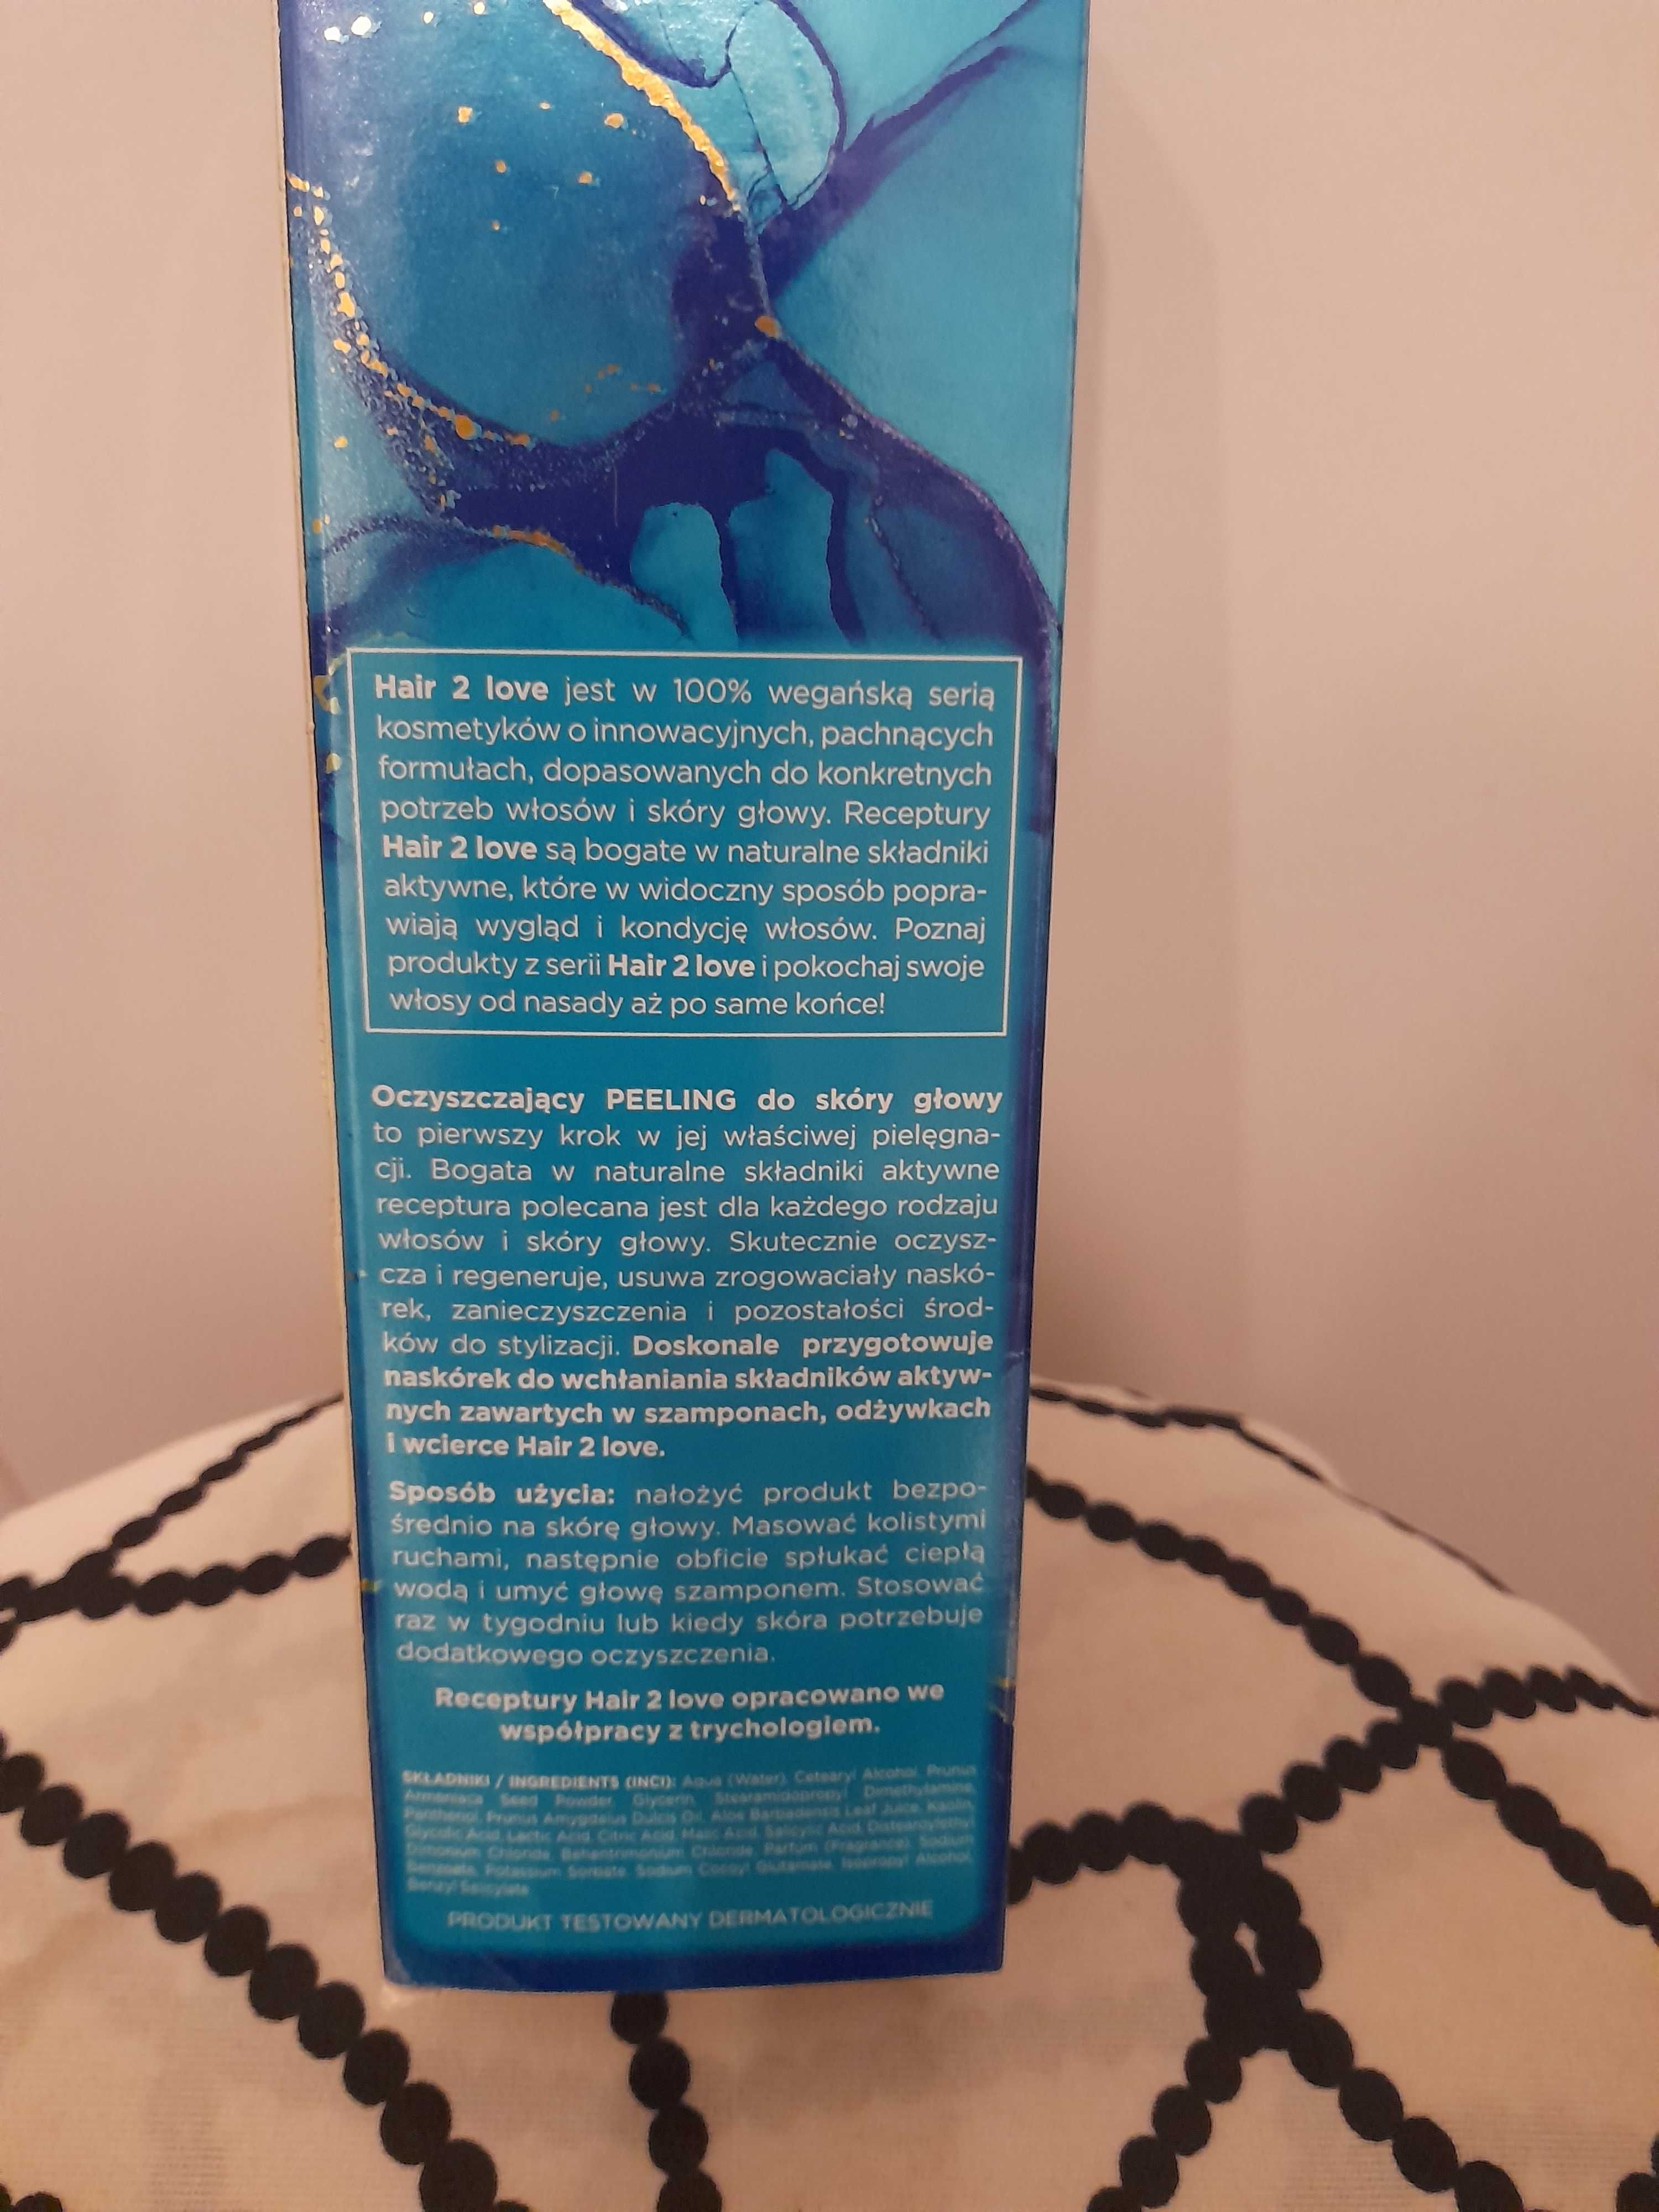 Hair 2 love jest w 100% wegańską serią
kosmetyków o innowacyjnych, pachnących
formułach, dopasowanych do konkretnych
potrzeb włosów i skóry głowy. Receptury
Hair 2 love są bogate w naturalne składniki
aktywne, które w widoczny sposób popra-
wiają wygląd i kondycję włosów. Poznaj
produkty z serii Hair 2 love i pokochaj swoje
włosy od nasady aż po same końce!
Oczyszczający PEELING do skóry głowy
to pierwszy krok w jej właściwej pielęgna-
cji. Bogata w naturalne składniki aktywne
receptura polecana jest dla każdego rodzaju
włosów i skóry głowy. Skutecznie oczysz-
cza i regeneruje, usuwa zrogowaciały naskó-
rek, zanieczyszczenia i pozostałości środ-
ków do stylizacji. Doskonale przygotowuje
naskórek do wchłaniania składników aktyw-
nych zawartych w szamponach, odżywkach
i wcierce Hair 2 love.
Sposób użycia: nałożyć produkt bezpo-
średnio na skórę głowy. Masować kolistymi
ruchami, następnie obficie spłukać ciepłą
wodą i umyć głowę szamponem. Stosować
raz w tygodniu lub kiedy skóra potrzebuje
dodatkowego oczyszczenia.
Receptury Hair 2 love opracowano we
współpracy z trychologiem.
SKŁADNIKI / INGREDIENTS (INCI): Aqua (Water), Cetearyl Alcohol, Prunus
Armeniaca Seed Powder, Glycerin, Stearamidopropyl Dimethylamine,
Panthenol, Prunus Amygdalus Dulcis Oil, Aloe Barbadensis Leaf Juice, Kaolin,
Glycolic Acid, Lactic Acid, Citric Acid, Malic Acid, Salicylic Acid, Distearoylethyl
Dimonium Chloride, Behentrimonium Chloride, Parfum (Fragrance), Sodium
Benzoate, Potassium Sorbate, Sodium Cocoyl Glutamate, Isopropyl Alcohol,
Benzyl Salicylate
PRODUKT TESTOWANY DERMATOLOGICZNIE